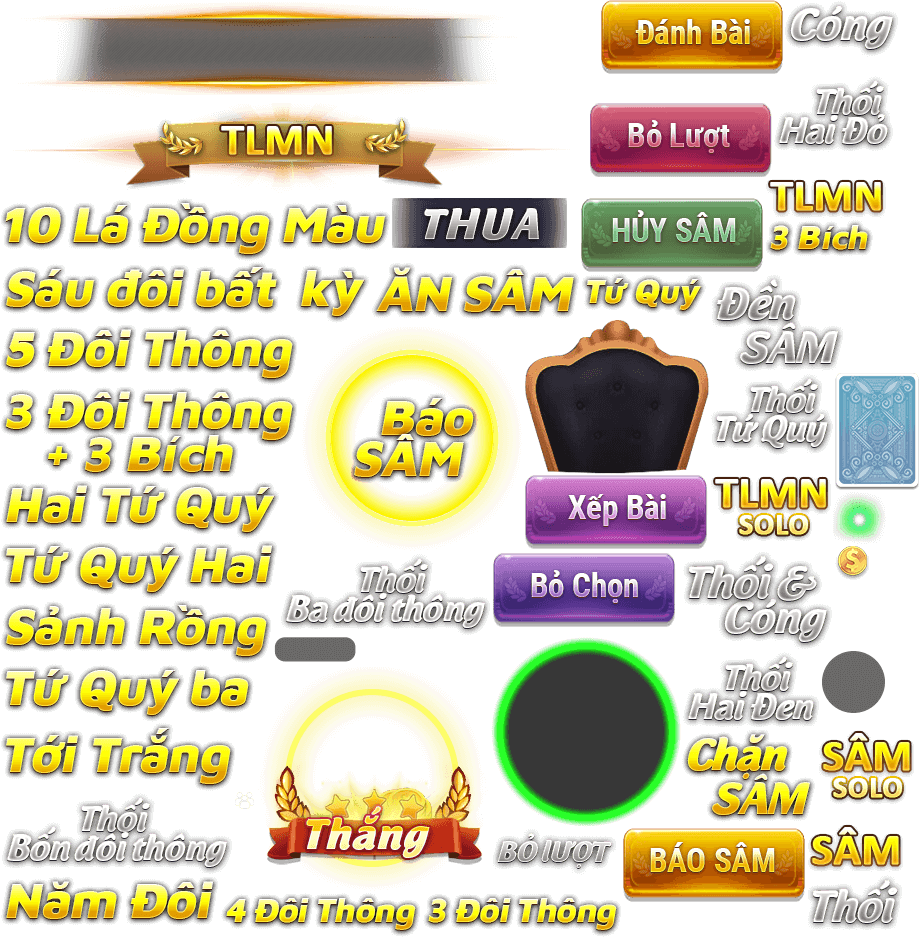 Đánh Bài
Cóng
TLMN
Bỏ Lượt
Thối
Hai Đỏ
10 Lá Đồng Màu
THUA
HỦY SÂM
TLMN
3 Bích
Sáu đôi bất kỳ
ĂN SÂM
Tứ Quý
Đền
SÂM
5 Đôi Thông
3 Đôi Thông
+ 3 Bích
Báo
SÂM
Thối
Tứ Quý
Hai Tứ Quý
Xếp Bài
TLMN
SOLO
Tứ Quý Hai
Thối
Ba đôi thông
Bỏ Chọn
Thối &
Cóng
S
Sảnh Rồng
Tứ Quý ba
Thối
Hai Đen
Tới Trắng
Chặn
SÂM
SÂM
SOLO
Thối
Bốn đôi thông
Thắng
BỎ LƯỢT
BÁO SÂM
SÂM
Năm Đôi
4 Đôi Thông
3 Đôi Thông
Thối